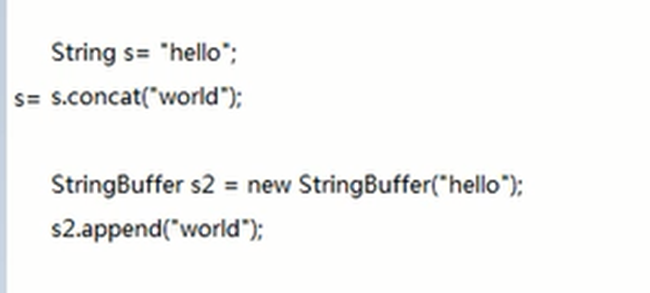 String s= "hello";
s= s.concat("world");
StringBuffer s2 = new StringBuffer("hello");
s2.append("world");